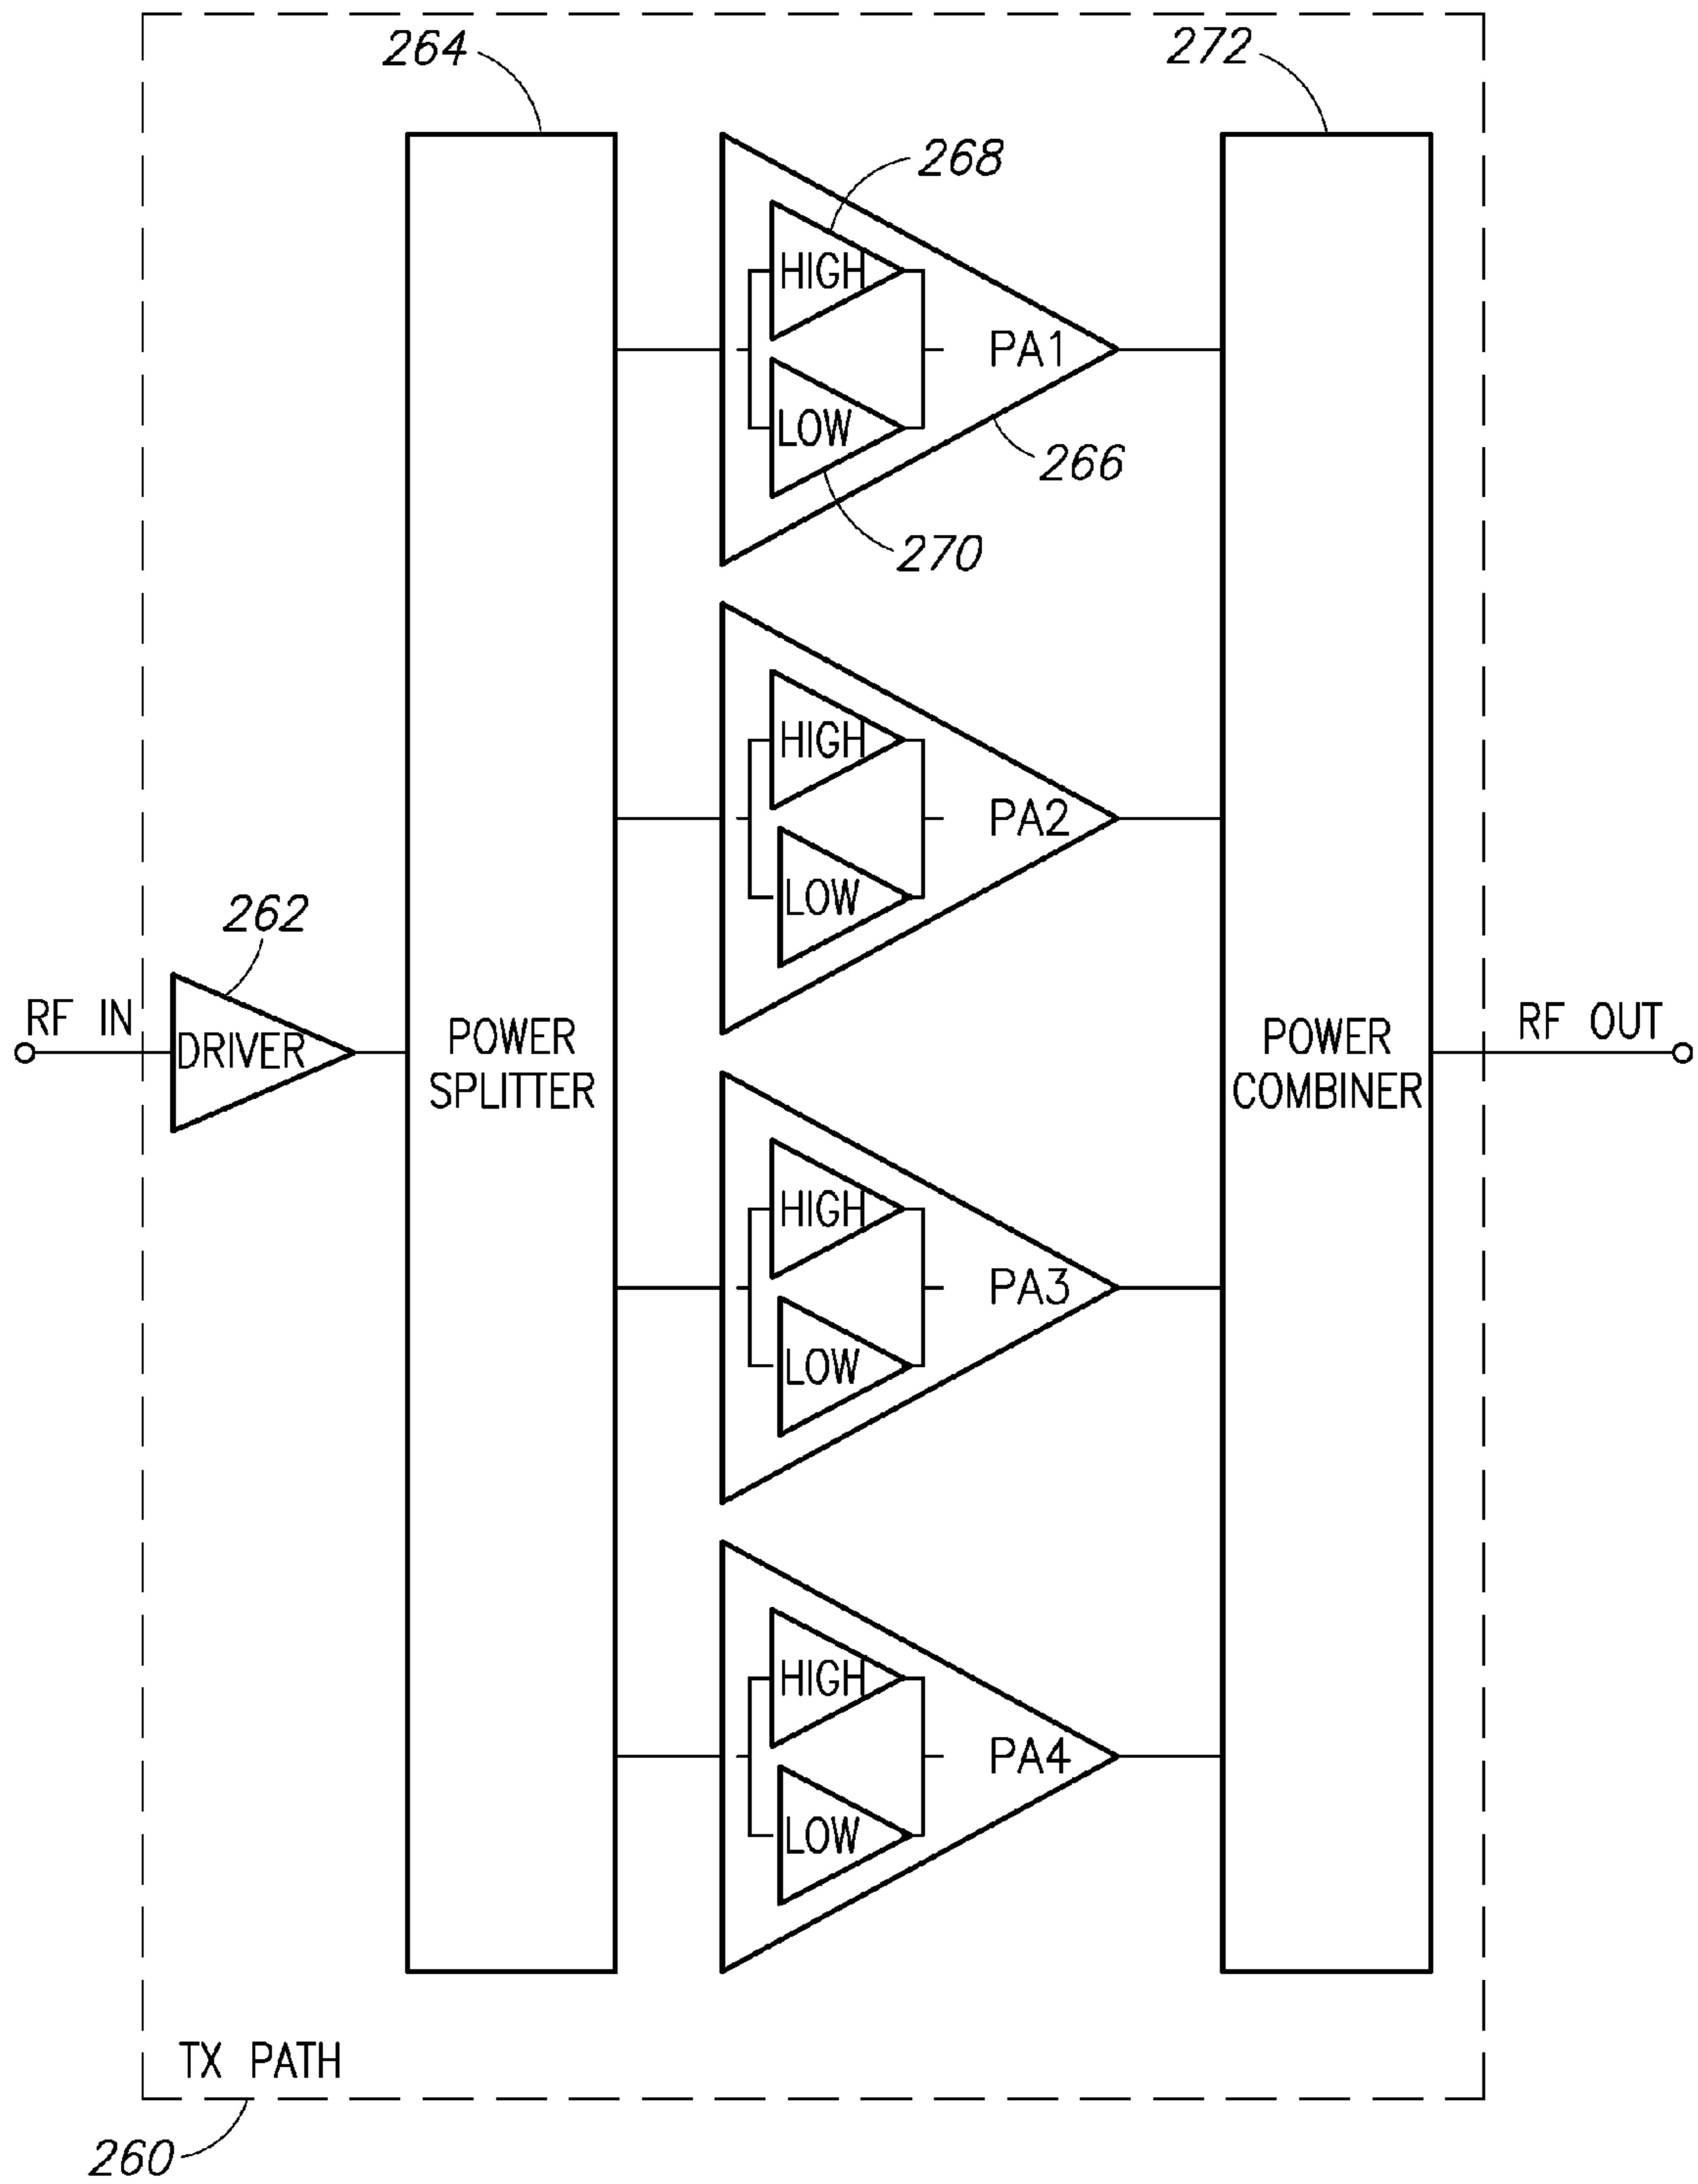 264
272
268
HIGH
PA1
LOW
266
270
HIGH
PA2
LOW
262
RF IN
DRIVER
POWER
SPLITTER
POWER
COMBINER
RF OUT
HIGH
PA3
LOW
HIGH
PA4
LOW
TX PATH
260